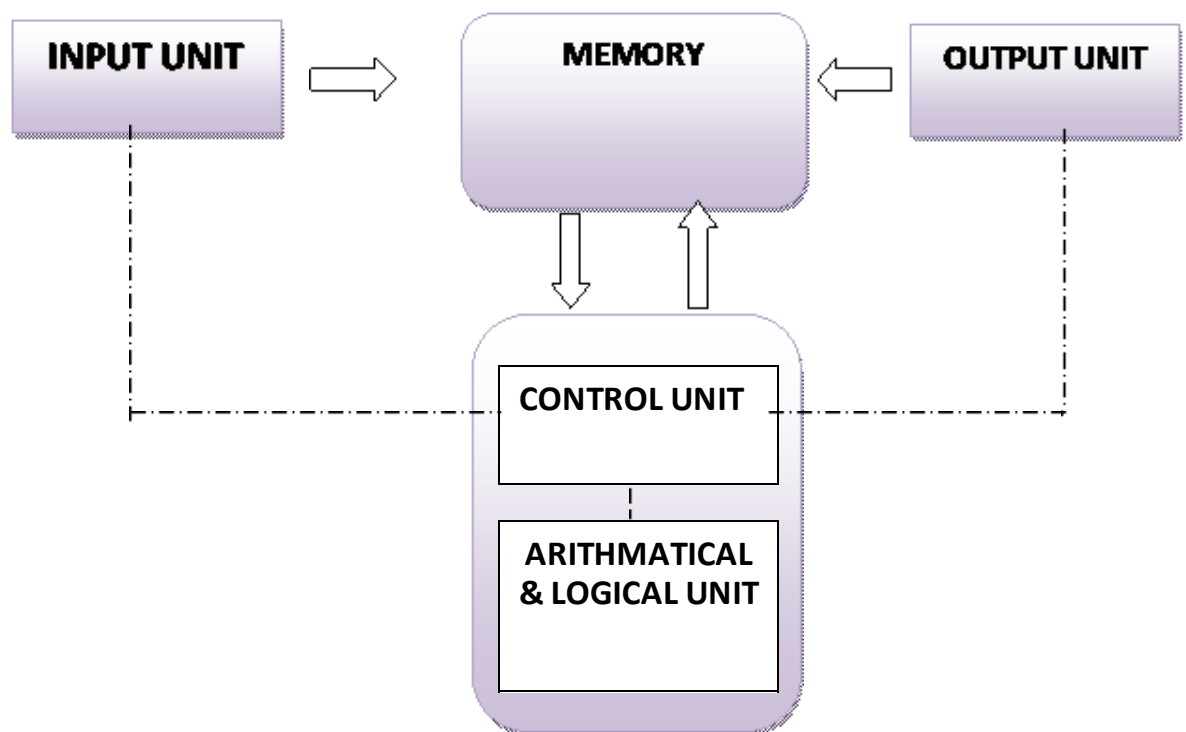 INPUT UNIT
MEMORY
OUTPUT UNIT
CONTROL UNIT
ARITHMATICAL
& LOGICAL UNIT